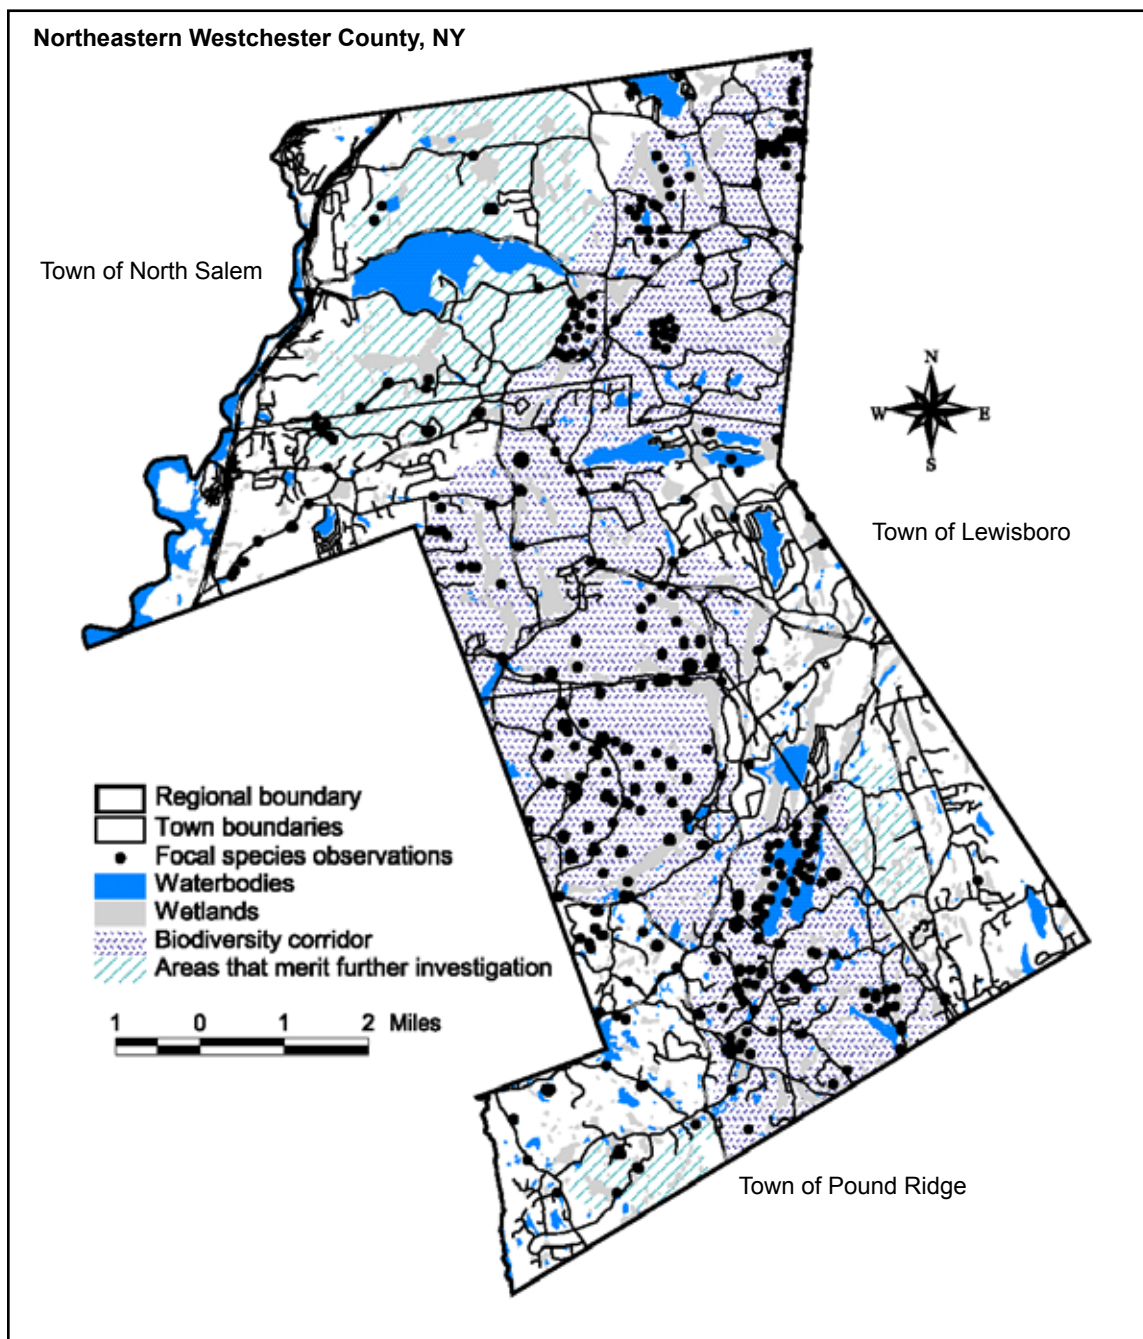 Northeastern Westchester County, NY
Town of North Salem
N
W E
S
Town of Lewisboro
Regional boundary
Town boundaries
Focal species observations
Waterbodies
Wetlands
Biodiversity corridor
Areas that merit further investigation
1 0 1 2 Miles
Town of Pound Ridge